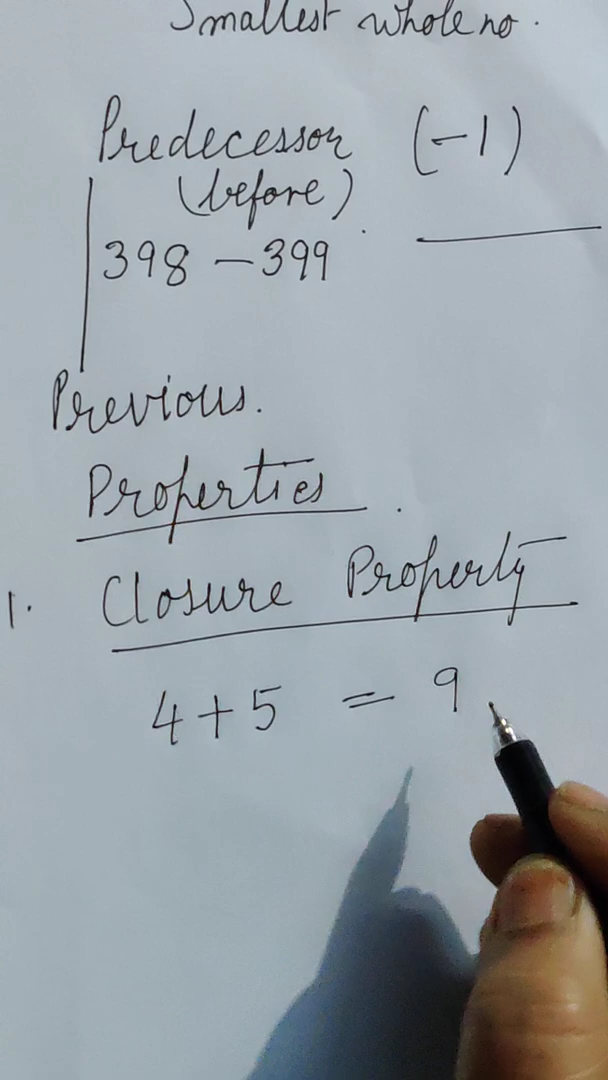 Smallest whole no.
Predecessor (-1)
(before)
398 - 399
Previous.
Properties
1. Closure Property
4+5 = 9